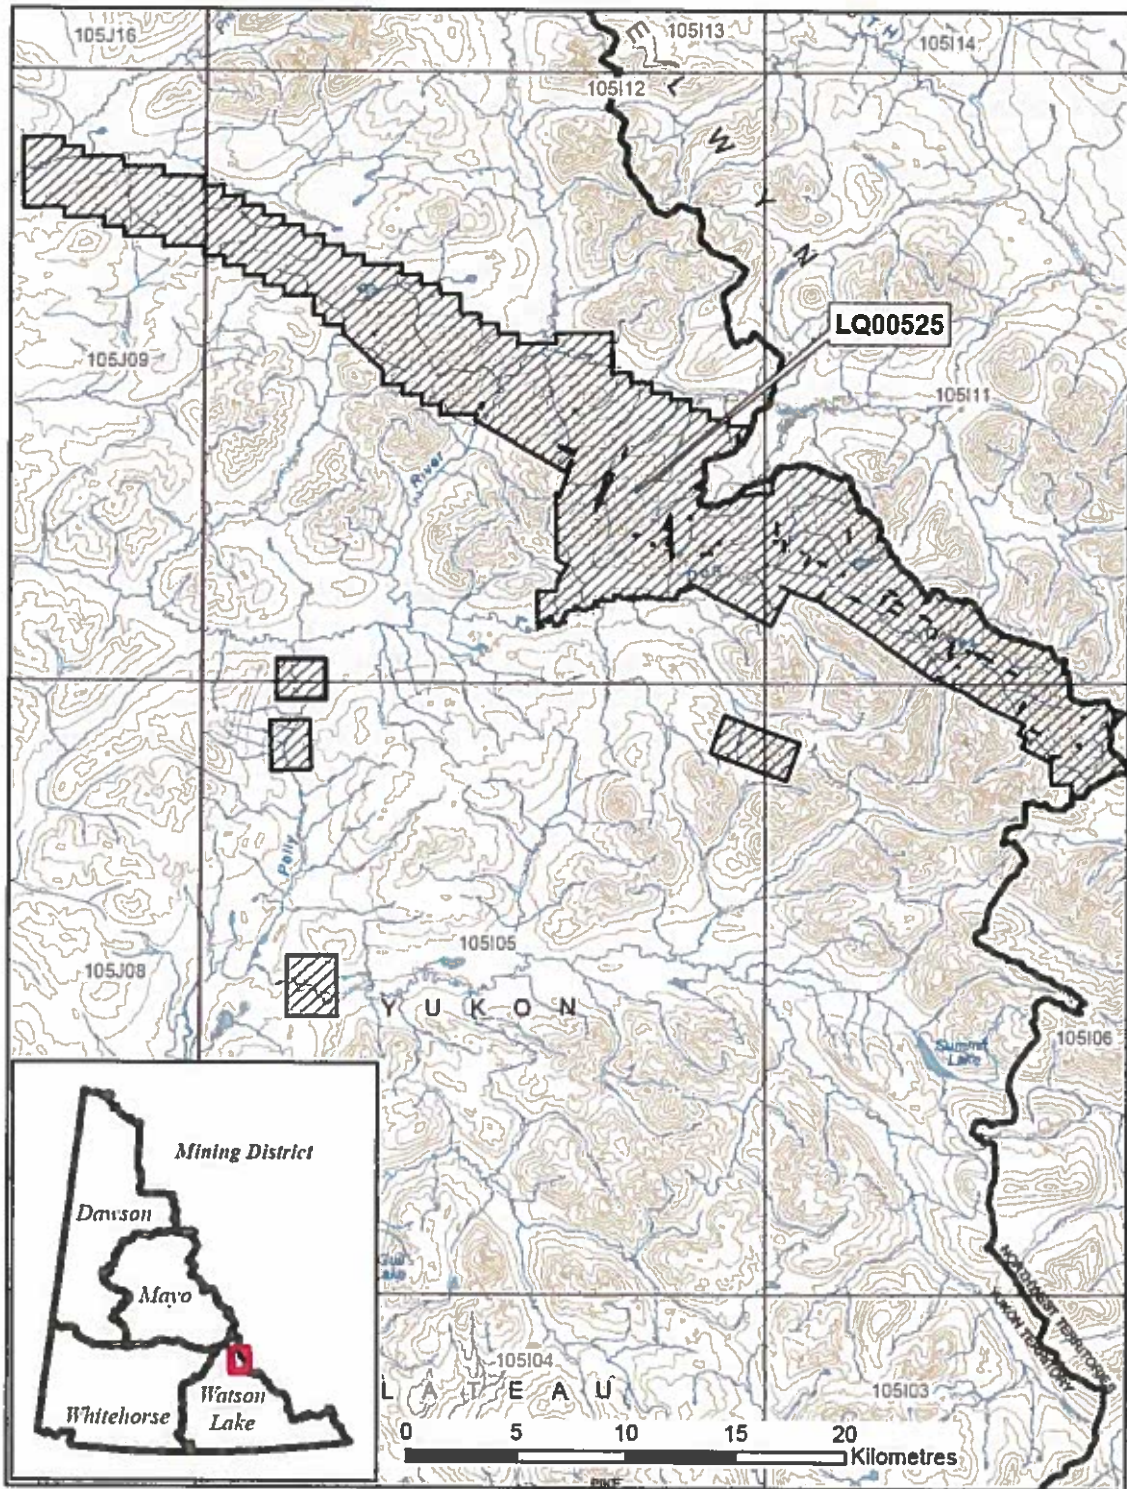 105J16
105I13
105I14
T H
105I12
E L W Y N
LQ00525
105J09
105I11
River
Pelly
105I05
105J08
Y U K O N
105I06
Summit
Lake
Mining District
Dawson
Mayo
Watson
Lake
Whitehorse
Lake
NORTHWEST TERRITORIES
YUKON TERRITORY
105I04
L A T E A U
105I03
0 5 10 15 20
Kilometres